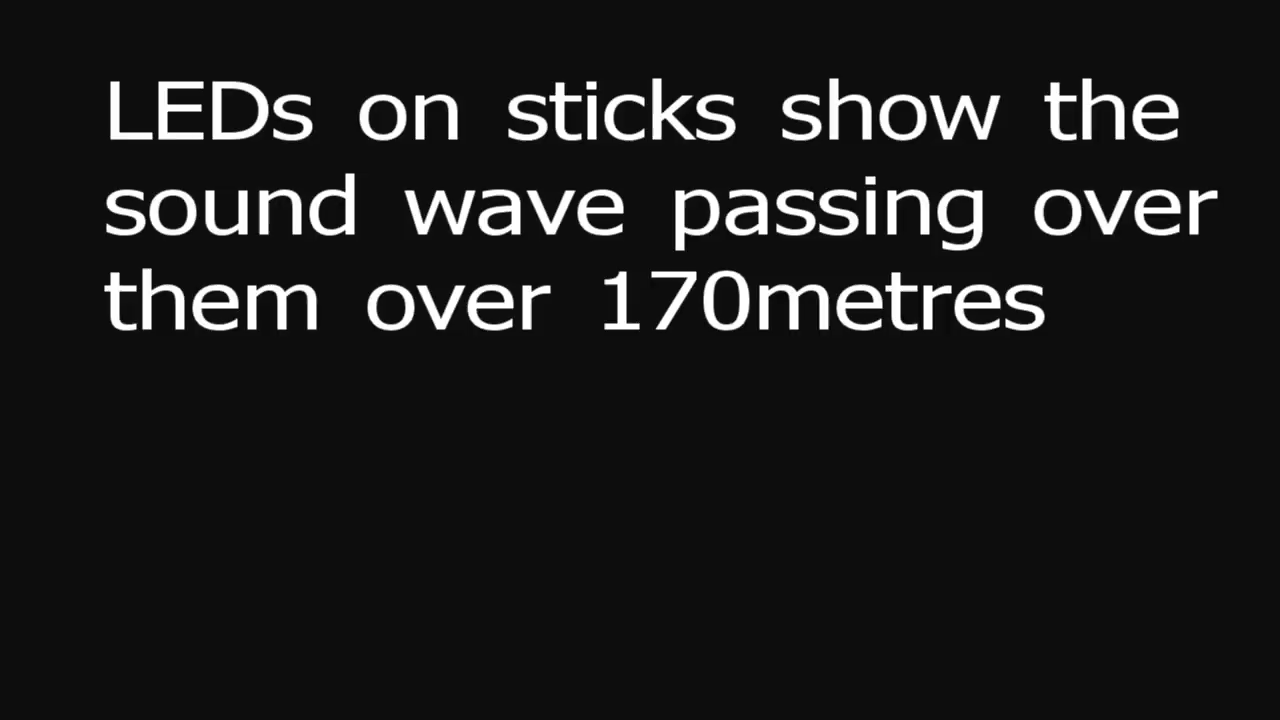 LEDs on sticks show the
sound wave passing over
them over 170metres